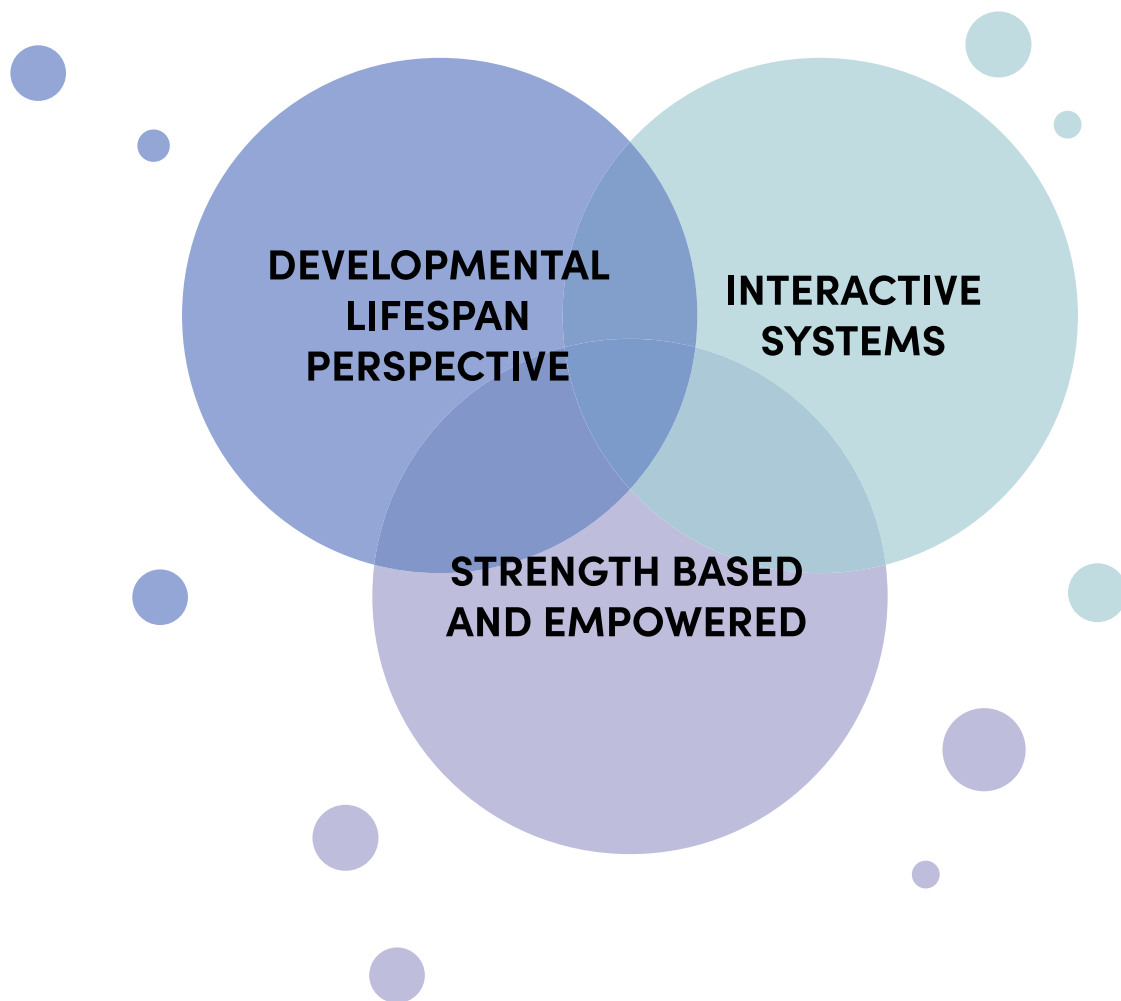 DEVELOPMENTAL
LIFESPAN
PERSPECTIVE
INTERACTIVE
SYSTEMS
STRENGTH BASED
AND EMPOWERED